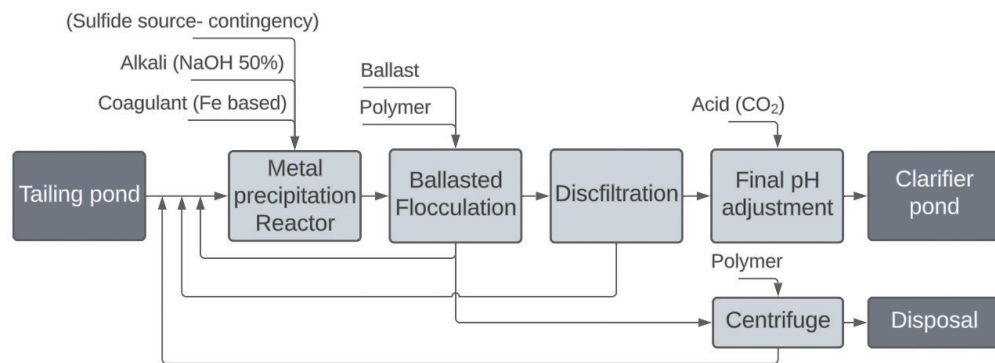 (Sulfide source- contingency)
Alkali (NaOH 50%)
Coagulant (Fe based)
Ballast
Polymer
Acid (CO₂)
Tailing pond
Metal
precipitation
Reactor
Ballasted
Flocculation
Discfiltration
Final pH
adjustment
Clarifier
pond
Polymer
Centrifuge
Disposal